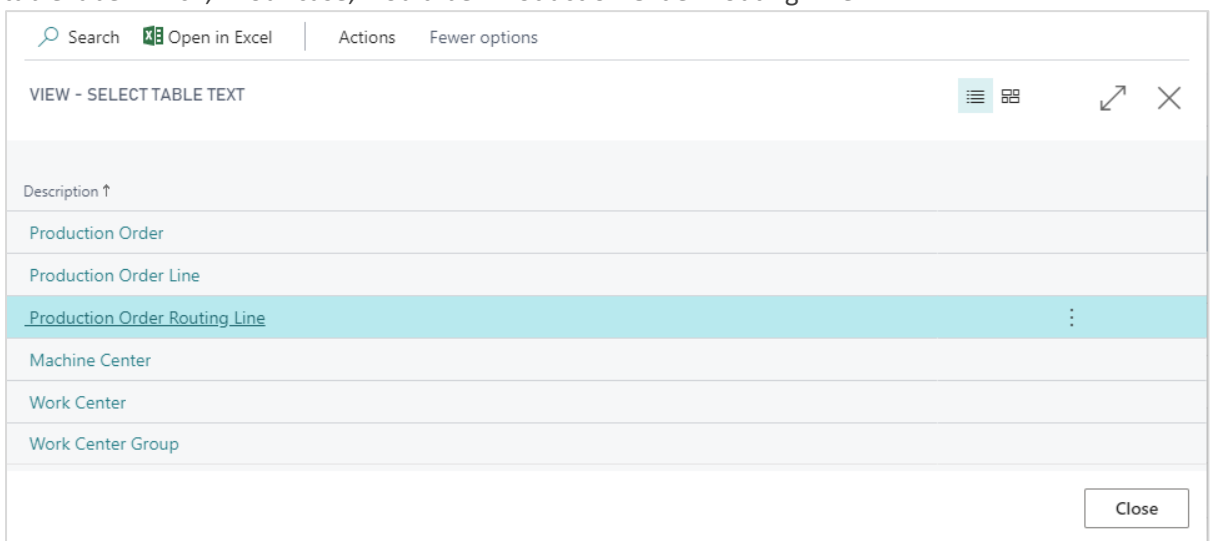 Search Open in Excel Actions Fewer options
VIEW - SELECT TABLE TEXT
Description ↑
Production Order
Production Order Line
Production Order Routing Line
Machine Center
Work Center
Work Center Group
Close